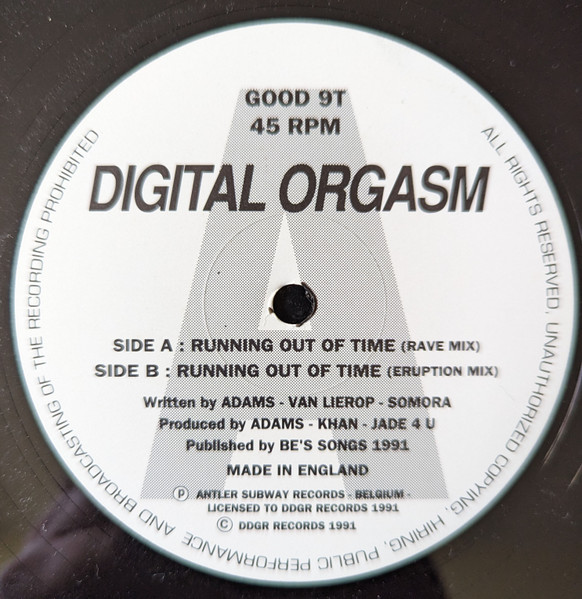 GOOD 9T
45 RPM
DIGITAL ORGASM
A
SIDE A : RUNNING OUT OF TIME (RAVE MIX)
SIDE B : RUNNING OUT OF TIME (ERUPTION MIX)
Written by ADAMS - VAN LIEROP - SOMORA
Produced by ADAMS - KHAN - JADE 4 U
Published by BE'S SONGS 1991
MADE IN ENGLAND
Ⓟ ANTLER SUBWAY RECORDS - BELGIUM -
LICENSED TO DDGR RECORDS 1991
© DDGR RECORDS 1991
ALL RIGHTS RESERVED, UNAUTHORIZED COPYING, HIRING, PUBLIC PERFORMANCE AND BROADCASTING OF THE RECORDING PROHIBITED